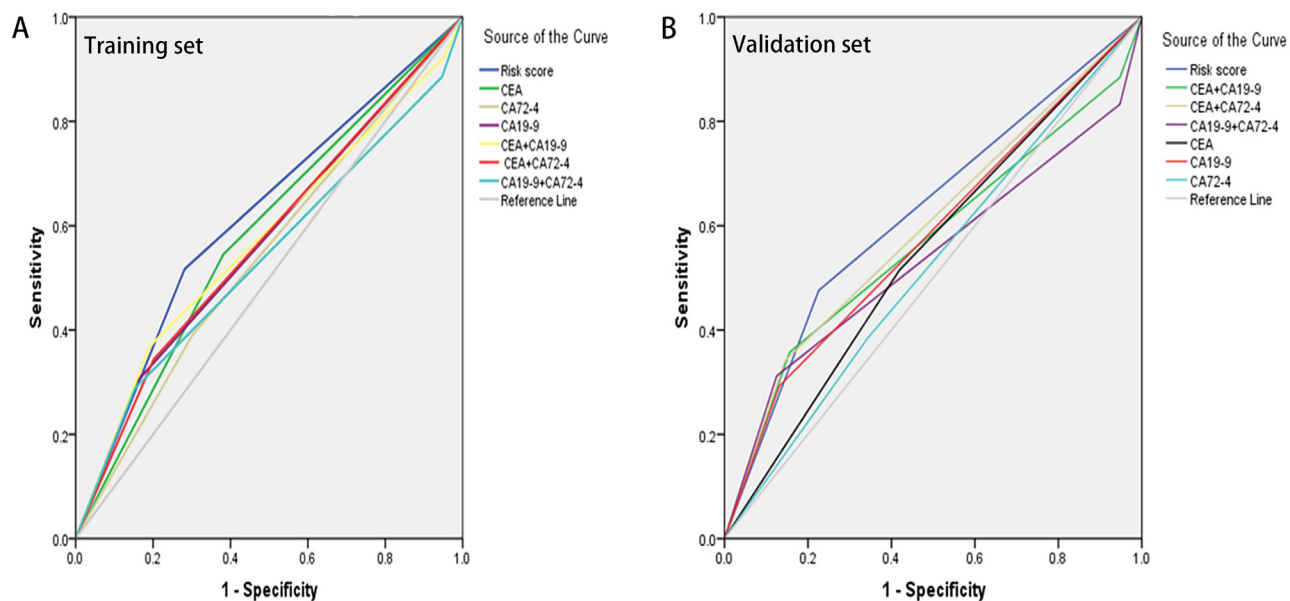 A
Training set
Source of the Curve
Risk score
CEA
CA72-4
CA19-9
CEA+CA19-9
CEA+CA72-4
CA19-9+CA72-4
Reference Line
1.0
0.8
0.6
0.4
0.2
0.0
Sensitivity
0.0 0.2 0.4 0.6 0.8 1.0
1 - Specificity
B
Validation set
Source of the Curve
Risk score
CEA+CA19-9
CEA+CA72-4
CA19-9+CA72-4
CEA
CA19-9
CA72-4
Reference Line
1.0
0.8
0.6
0.4
0.2
0.0
Sensitivity
0.0 0.2 0.4 0.6 0.8 1.0
1 - Specificity